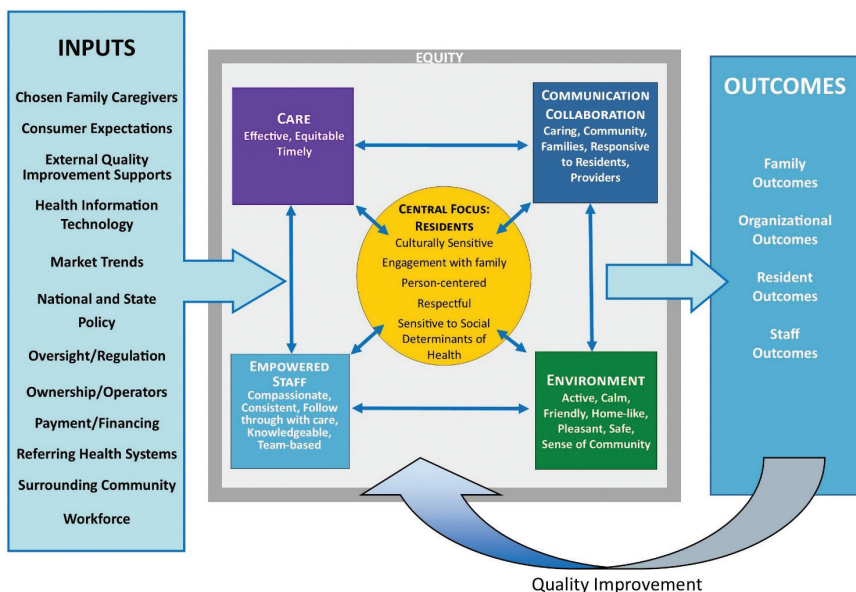 INPUTS
Chosen Family Caregivers
Consumer Expectations
External Quality
Improvement Supports
Health Information
Technology
Market Trends
National and State
Policy
Oversight/Regulation
Ownership/Operators
Payment/Financing
Referring Health Systems
Surrounding Community
Workforce
EQUITY
CARE
Effective, Equitable
Timely
COMMUNICATION
COLLABORATION
Caring, Community,
Families, Responsive
to Residents,
Providers
CENTRAL FOCUS:
RESIDENTS
Culturally Sensitive
Engagement with family
Person-centered
Respectful
Sensitive to Social
Determinants of
Health
EMPOWERED
STAFF
Compassionate,
Consistent, Follow
through with care,
Knowledgeable,
Team-based
ENVIRONMENT
Active, Calm,
Friendly, Home-like,
Pleasant, Safe,
Sense of Community
OUTCOMES
Family
Outcomes
Organizational
Outcomes
Resident
Outcomes
Staff
Outcomes
Quality Improvement